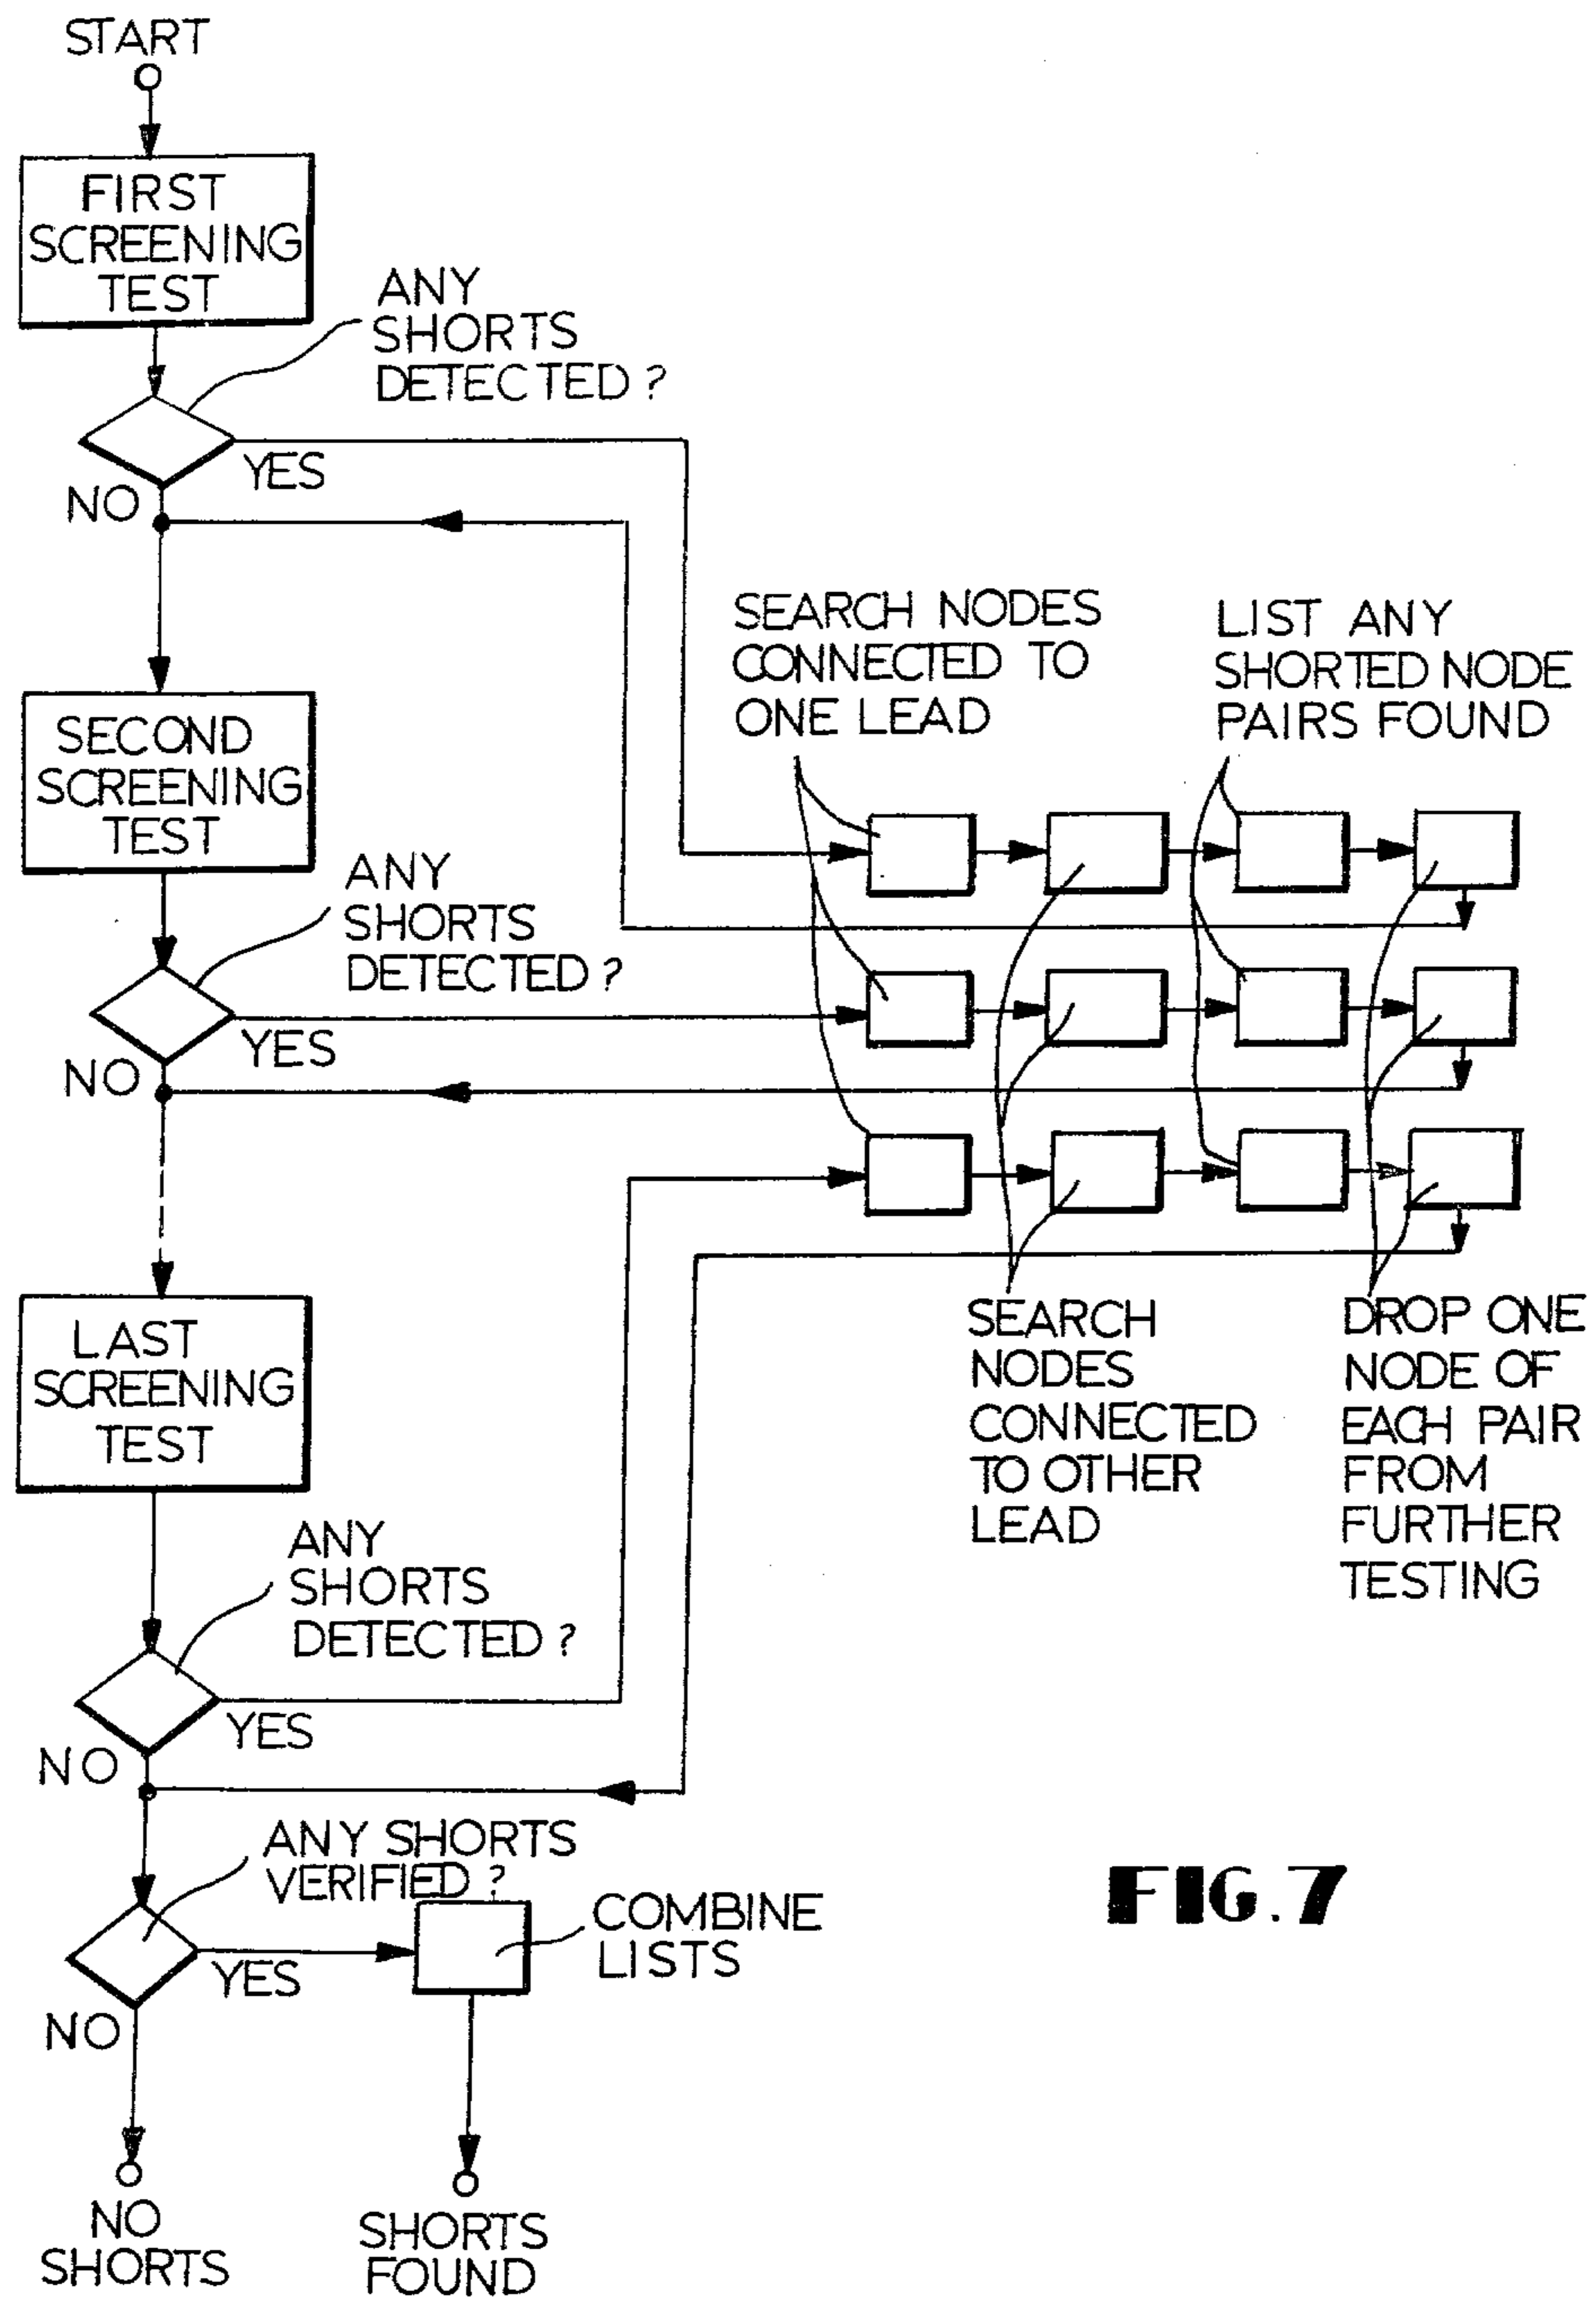 START
FIRST
SCREENING
TEST
ANY
SHORTS
DETECTED ?
YES
NO
SEARCH NODES
CONNECTED TO
ONE LEAD
LIST ANY
SHORTED NODE
PAIRS FOUND
SECOND
SCREENING
TEST
ANY
SHORTS
DETECTED ?
YES
NO
LAST
SCREENING
TEST
SEARCH
NODES
CONNECTED
TO OTHER
LEAD
DROP ONE
NODE OF
EACH PAIR
FROM
FURTHER
TESTING
ANY
SHORTS
DETECTED ?
YES
NO
ANY SHORTS
VERIFIED ?
COMBINE
LISTS
YES
NO
NO
SHORTS
SHORTS
FOUND
FIG. 7